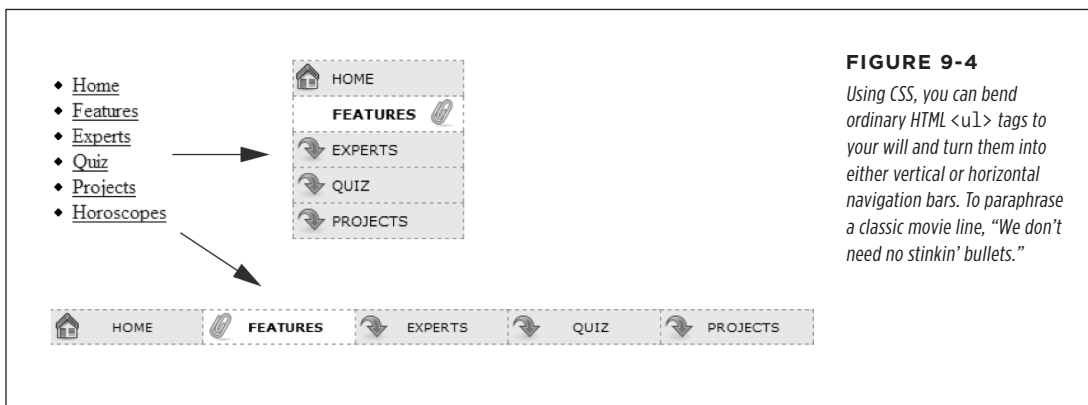 • Home
• Features
• Experts
• Quiz
• Projects
• Horoscopes
HOME
FEATURES
EXPERTS
QUIZ
PROJECTS
HOME FEATURES EXPERTS QUIZ PROJECTS
FIGURE 9-4
Using CSS, you can bend
ordinary HTML <ul> tags to
your will and turn them into
either vertical or horizontal
navigation bars. To paraphrase
a classic movie line, “We don’t
need no stinkin’ bullets.”